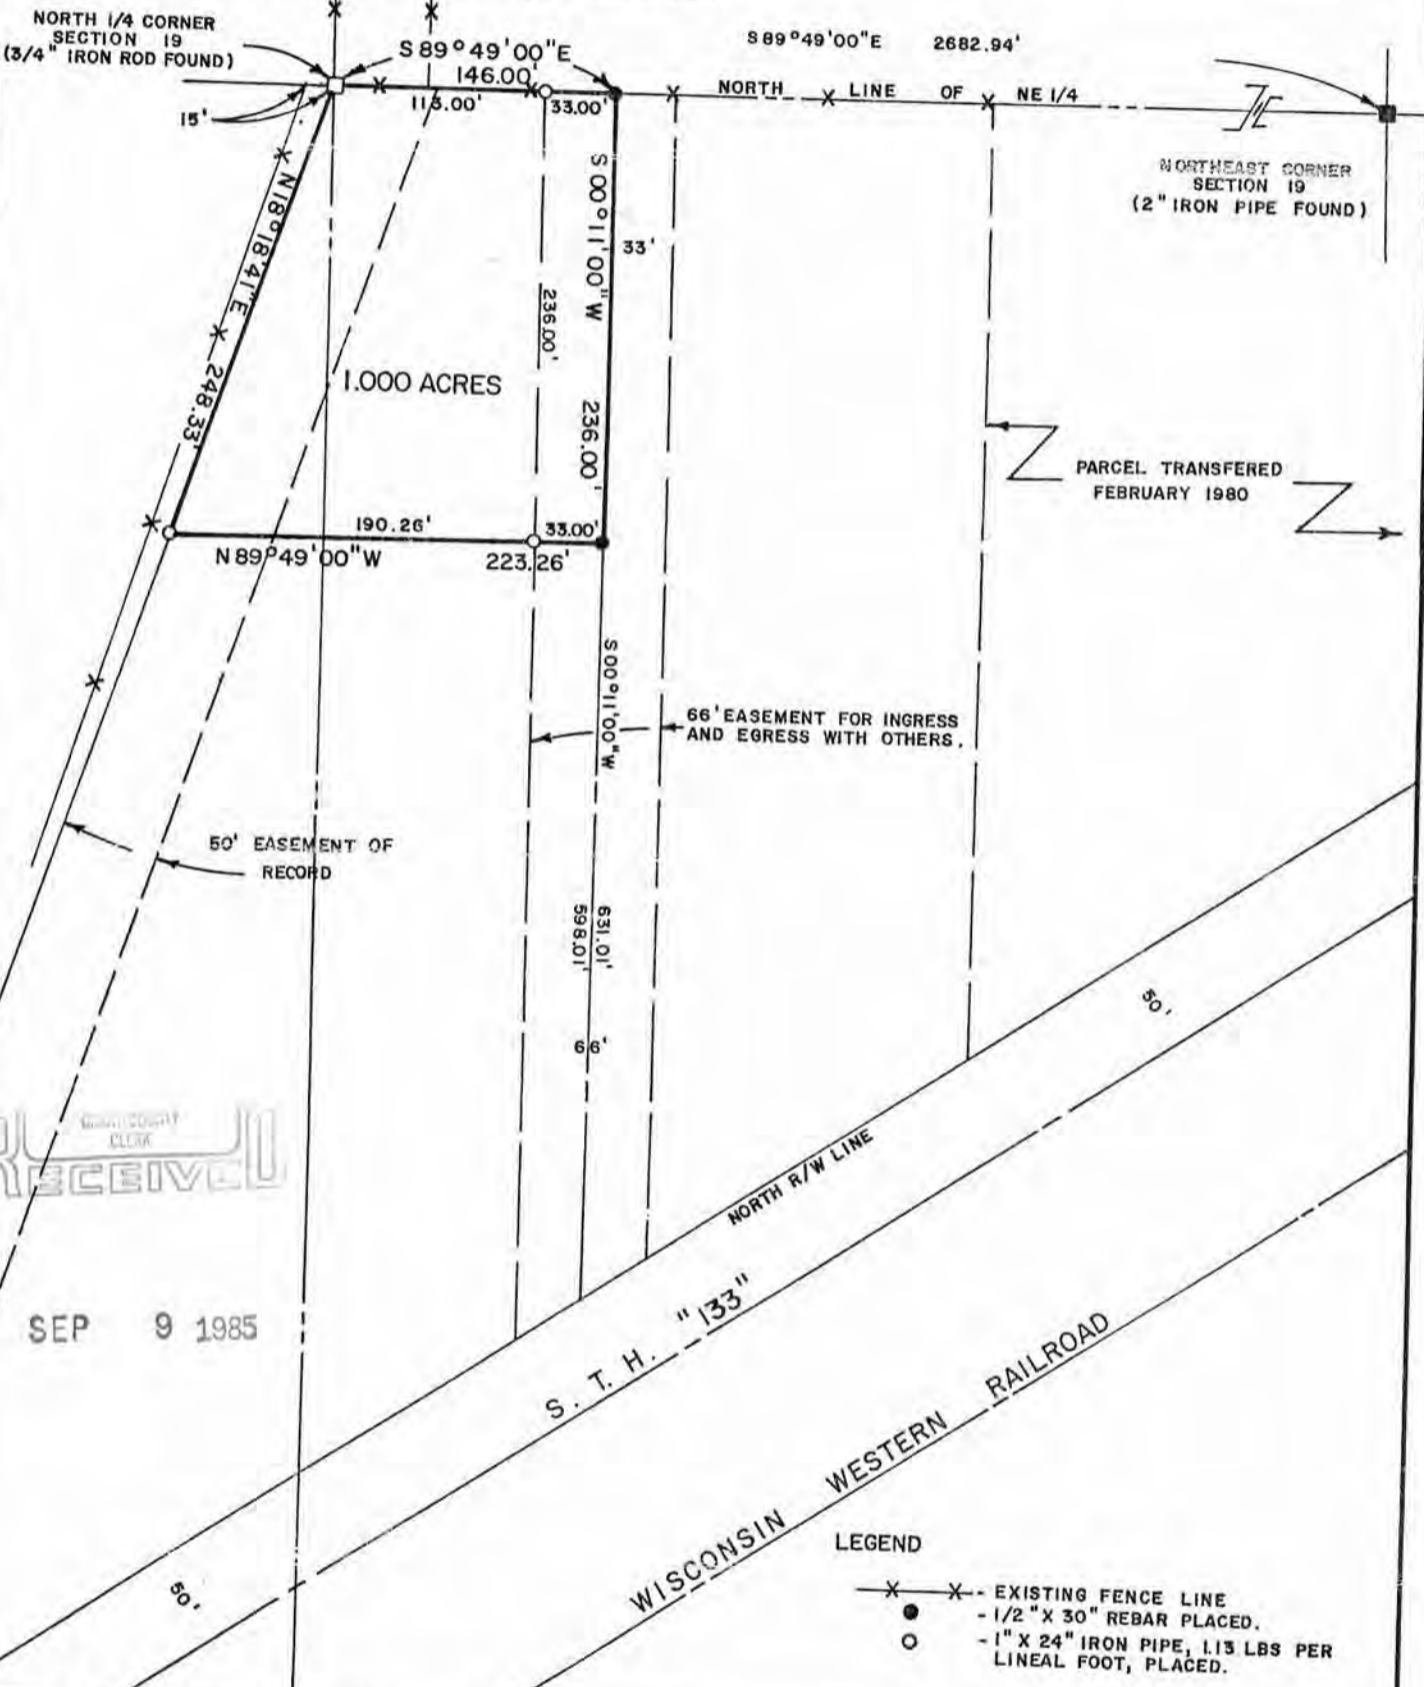 NORTH 1/4 CORNER
SECTION 19
(3/4" IRON ROD FOUND)
S 89°49'00"E
146.00'
113.00'
33.00'
S 89°49'00"E 2682.94'
NORTH LINE OF NE 1/4
15'
NORTHEAST CORNER
SECTION 19
(2" IRON PIPE FOUND)
N18°18'41"E
248.33'
S 00°11'00"W
33'
236.00'
236.00'
1.000 ACRES
PARCEL TRANSFERED
FEBRUARY 1980
190.26'
33.00'
N 89°49'00"W
223.26'
S 00°11'00"W
66' EASEMENT FOR INGRESS
AND EGRESS WITH OTHERS.
50' EASEMENT OF
RECORD
631.01'
598.01'
66'
50'
COUNTY
CLERK
RECEIVED
NORTH R/W LINE
SEP 9 1985
S. T. H. "133"
WISCONSIN WESTERN RAILROAD
50'
LEGEND
X X - EXISTING FENCE LINE
- 1/2" X 30" REBAR PLACED.
- 1" X 24" IRON PIPE, 1.13 LBS PER
LINEAL FOOT, PLACED.